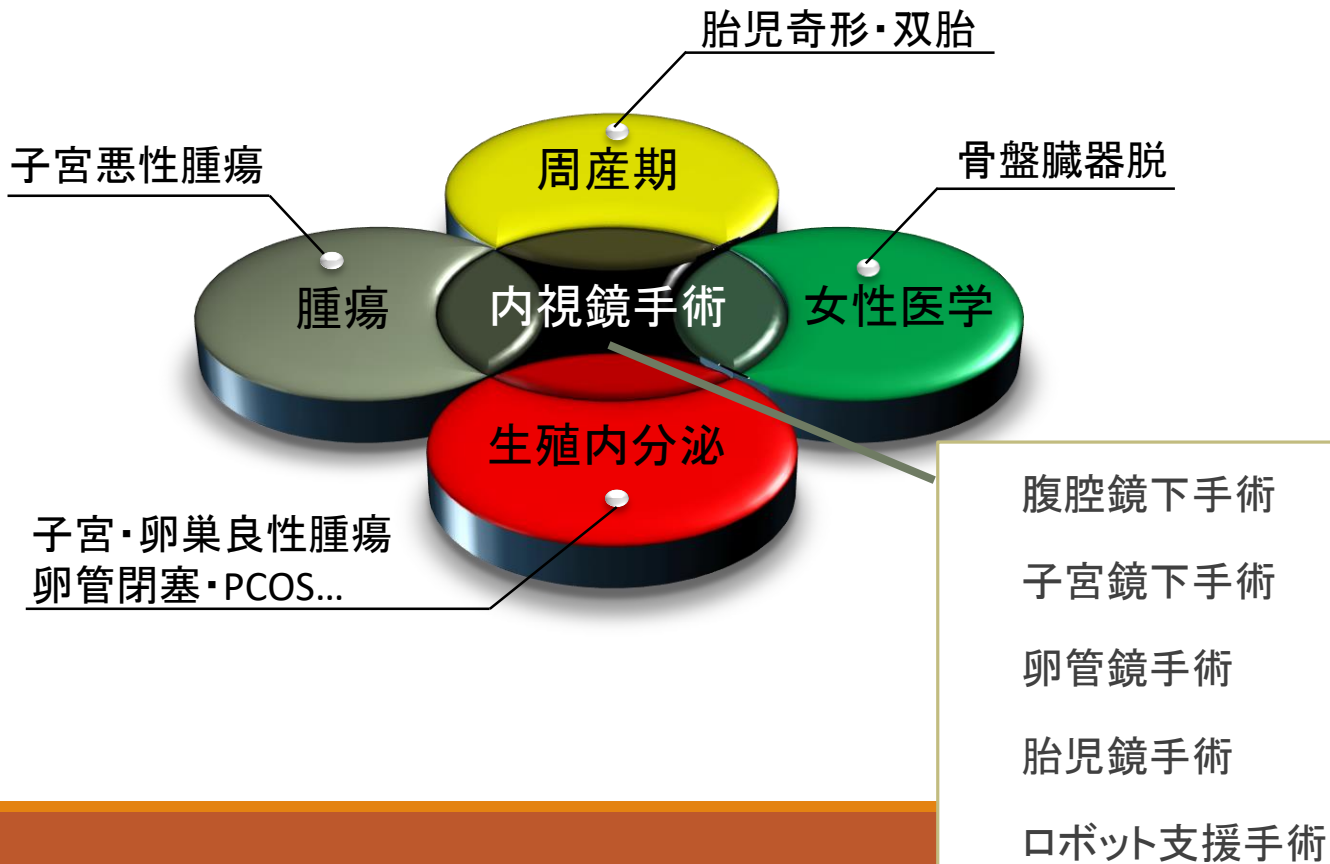 胎児奇形・双胎
子宮悪性腫瘍
周産期
骨盤臓器脱
腫瘍
内視鏡手術
女性医学
生殖内分泌
子宮・卵巣良性腫瘍
卵管閉塞・PCOS...
腹腔鏡下手術
子宮鏡下手術
卵管鏡手術
胎児鏡手術
ロボット支援手術